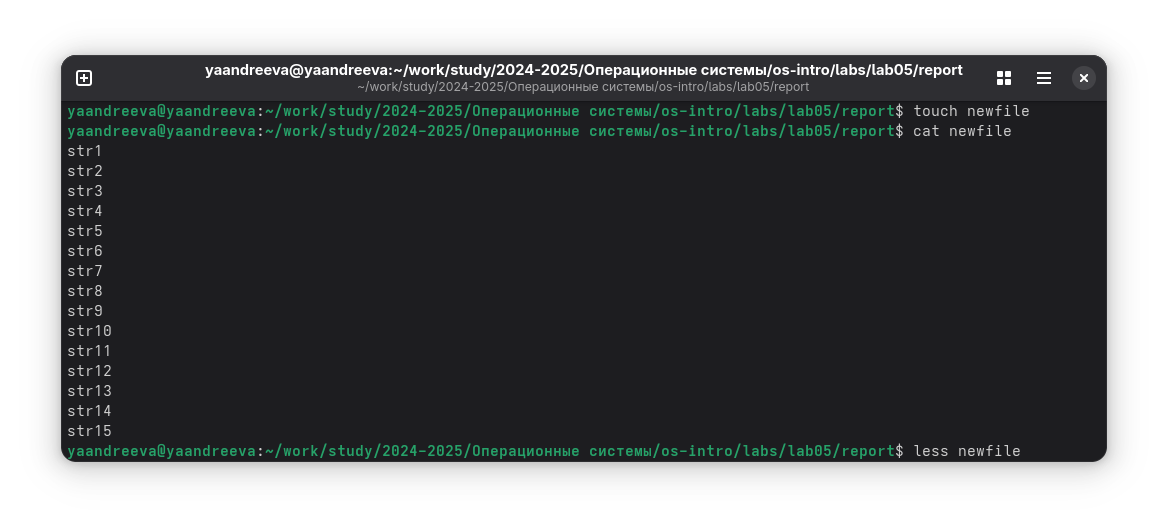 yaandreeva@yaandreeva:~/work/study/2024-2025/Операционные системы/os-intro/labs/lab05/report
~/work/study/2024-2025/Операционные системы/os-intro/labs/lab05/report
yaandreeva@yaandreeva:~/work/study/2024-2025/Операционные системы/os-intro/labs/lab05/report$ touch newfile
yaandreeva@yaandreeva:~/work/study/2024-2025/Операционные системы/os-intro/labs/lab05/report$ cat newfile
str1
str2
str3
str4
str5
str6
str7
str8
str9
str10
str11
str12
str13
str14
str15
yaandreeva@yaandreeva:~/work/study/2024-2025/Операционные системы/os-intro/labs/lab05/report$ less newfile